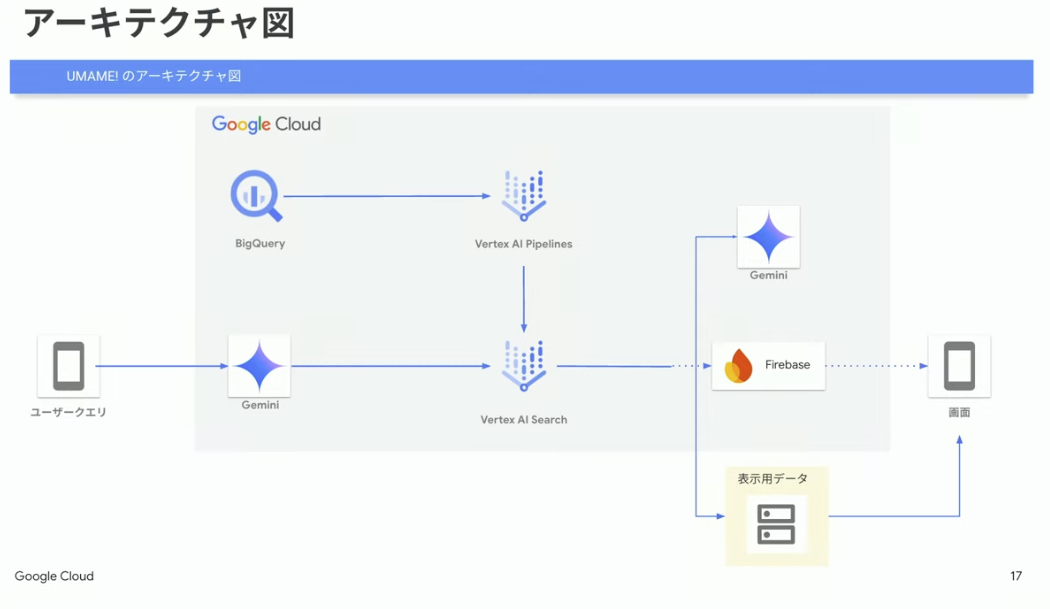 アーキテクチャ図
UMAME! のアーキテクチャ図
Google Cloud
BigQuery
Vertex AI Pipelines
Gemini
ユーザークエリ
Gemini
Vertex AI Search
Firebase
画面
表示用データ
Google Cloud
17